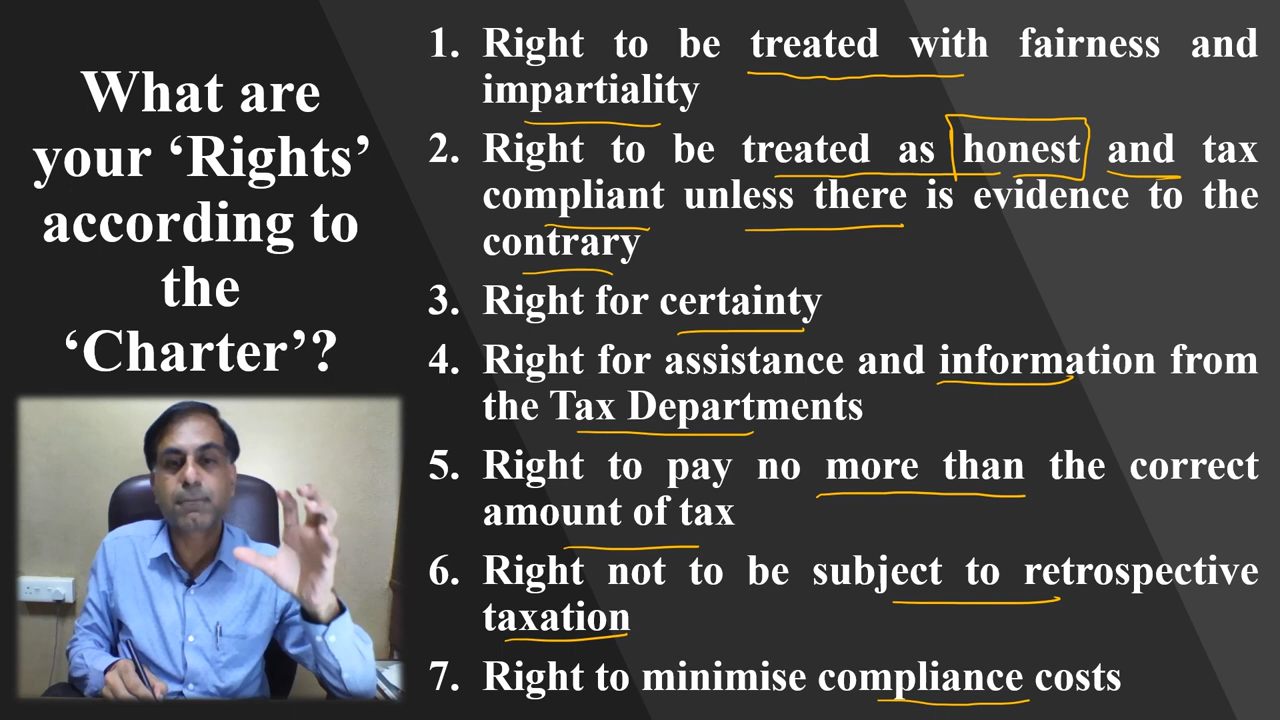 What are
your ‘Rights’
according to
the
‘Charter’?
1. Right to be treated with fairness and
impartiality
2. Right to be treated as honest and tax
compliant unless there is evidence to the
contrary
3. Right for certainty
4. Right for assistance and information from
the Tax Departments
5. Right to pay no more than the correct
amount of tax
6. Right not to be subject to retrospective
taxation
7. Right to minimise compliance costs